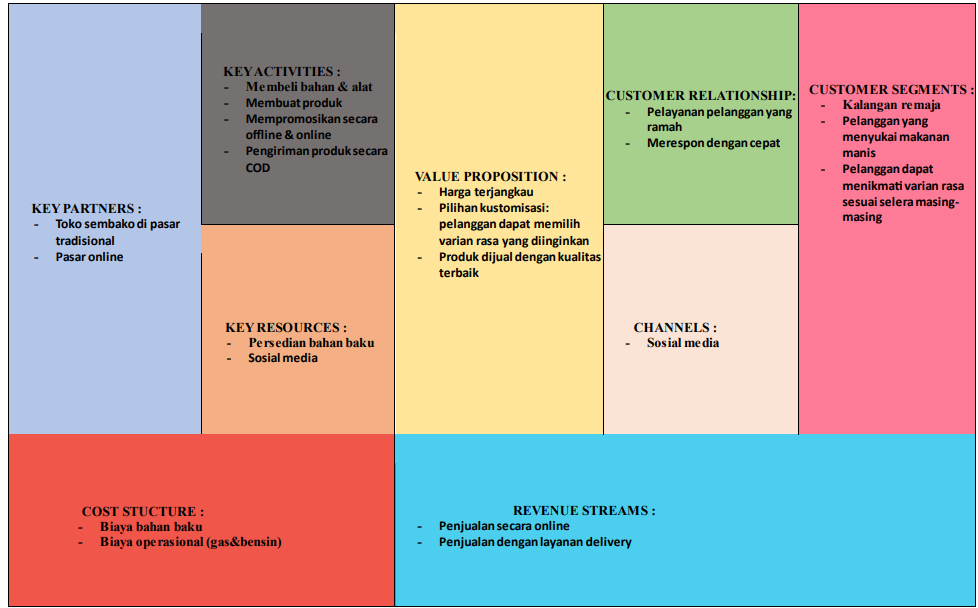 KEY PARTNERS :
- Toko sembako di pasar
tradisional
- Pasar online
KEY ACTIVITIES :
- Membeli bahan & alat
- Membuat produk
- Mempromosikan secara
offline & online
- Pengiriman produk secara
COD
KEY RESOURCES :
- Persedian bahan baku
- Sosial media
VALUE PROPOSITION :
- Harga terjangkau
- Pilihan kustomisasi:
pelanggan dapat memilih
varian rasa yang diinginkan
- Produk dijual dengan kualitas
terbaik
CUSTOMER RELATIONSHIP:
- Pelayanan pelanggan yang
ramah
- Merespon dengan cepat
CHANNELS :
- Sosial media
CUSTOMER SEGMENTS :
- Kalangan remaja
- Pelanggan yang
menyukai makanan
manis
- Pelanggan dapat
menikmati varian rasa
sesuai selera masing-
masing
COST STUCTURE :
- Biaya bahan baku
- Biaya operasional (gas&bensin)
REVENUE STREAMS :
- Penjualan secara online
- Penjualan dengan layanan delivery